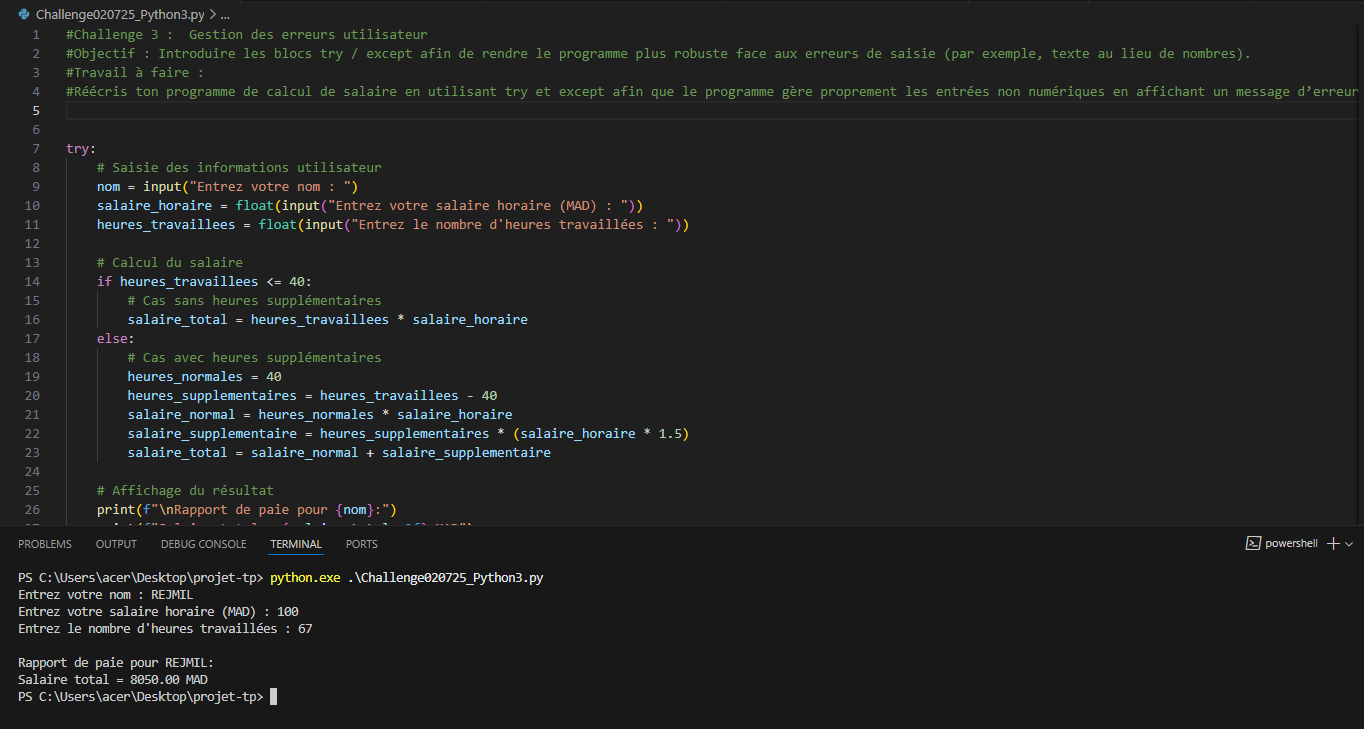 Challenge020725_Python3.py > ...
1 #Challenge 3 :  Gestion des erreurs utilisateur
2 #Objectif : Introduire les blocs try / except afin de rendre le programme plus robuste face aux erreurs de saisie (par exemple, texte au lieu de nombres).
3 #Travail à faire :
4 #Réécris ton programme de calcul de salaire en utilisant try et except afin que le programme gère proprement les entrées non numériques en affichant un message d’erreur
5
6
7 try:
8     # Saisie des informations utilisateur
9     nom = input("Entrez votre nom : ")
10     salaire_horaire = float(input("Entrez votre salaire horaire (MAD) : "))
11     heures_travaillees = float(input("Entrez le nombre d'heures travaillées : "))
12
13     # Calcul du salaire
14     if heures_travaillees <= 40:
15         # Cas sans heures supplémentaires
16         salaire_total = heures_travaillees * salaire_horaire
17     else:
18         # Cas avec heures supplémentaires
19         heures_normales = 40
20         heures_supplementaires = heures_travaillees - 40
21         salaire_normal = heures_normales * salaire_horaire
22         salaire_supplementaire = heures_supplementaires * (salaire_horaire * 1.5)
23         salaire_total = salaire_normal + salaire_supplementaire
24
25     # Affichage du résultat
26     print(f"\nRapport de paie pour {nom}:")
PROBLEMS OUTPUT DEBUG CONSOLE TERMINAL PORTS powershell
PS C:\Users\acer\Desktop\projet-tp> python.exe .\Challenge020725_Python3.py
Entrez votre nom : REJMIL
Entrez votre salaire horaire (MAD) : 100
Entrez le nombre d'heures travaillées : 67
Rapport de paie pour REJMIL:
Salaire total = 8050.00 MAD
PS C:\Users\acer\Desktop\projet-tp>